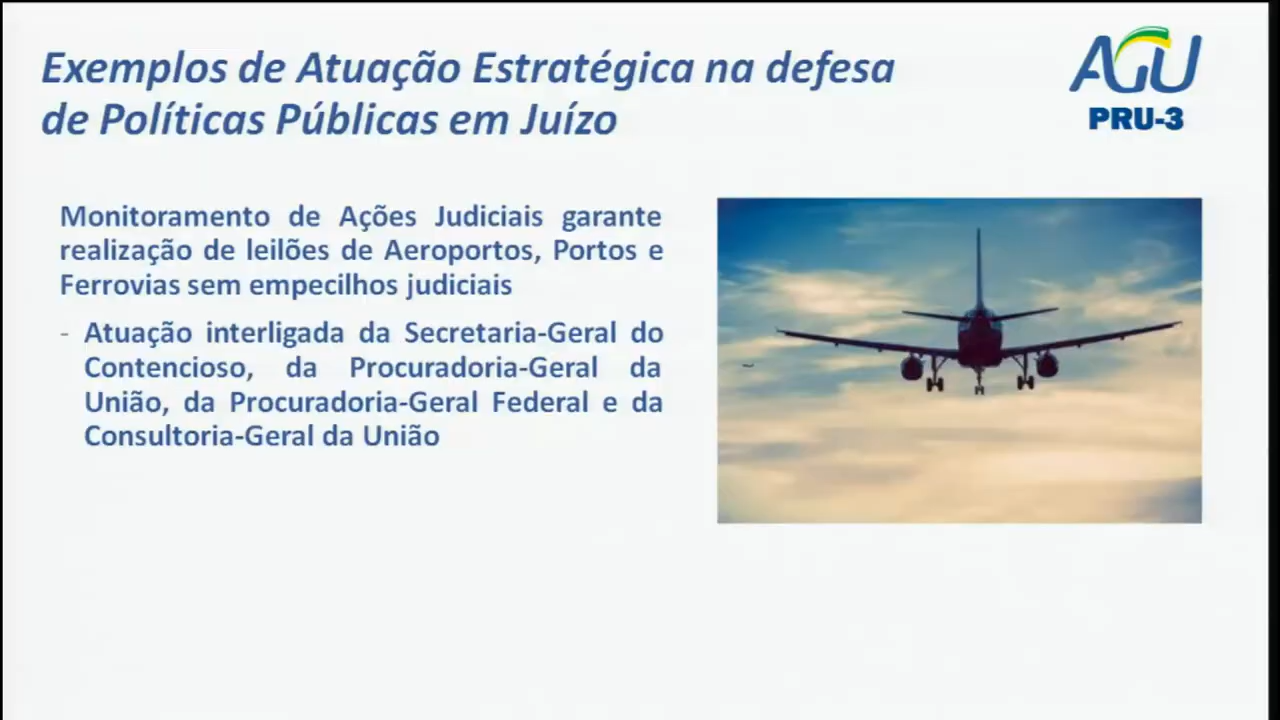 Exemplos de Atuação Estratégica na defesa
de Políticas Públicas em Juízo
AGU
PRU-3
Monitoramento de Ações Judiciais garante
realização de leilões de Aeroportos, Portos e
Ferrovias sem empecilhos judiciais
- Atuação interligada da Secretaria-Geral do
Contencioso, da Procuradoria-Geral da
União, da Procuradoria-Geral Federal e da
Consultoria-Geral da União